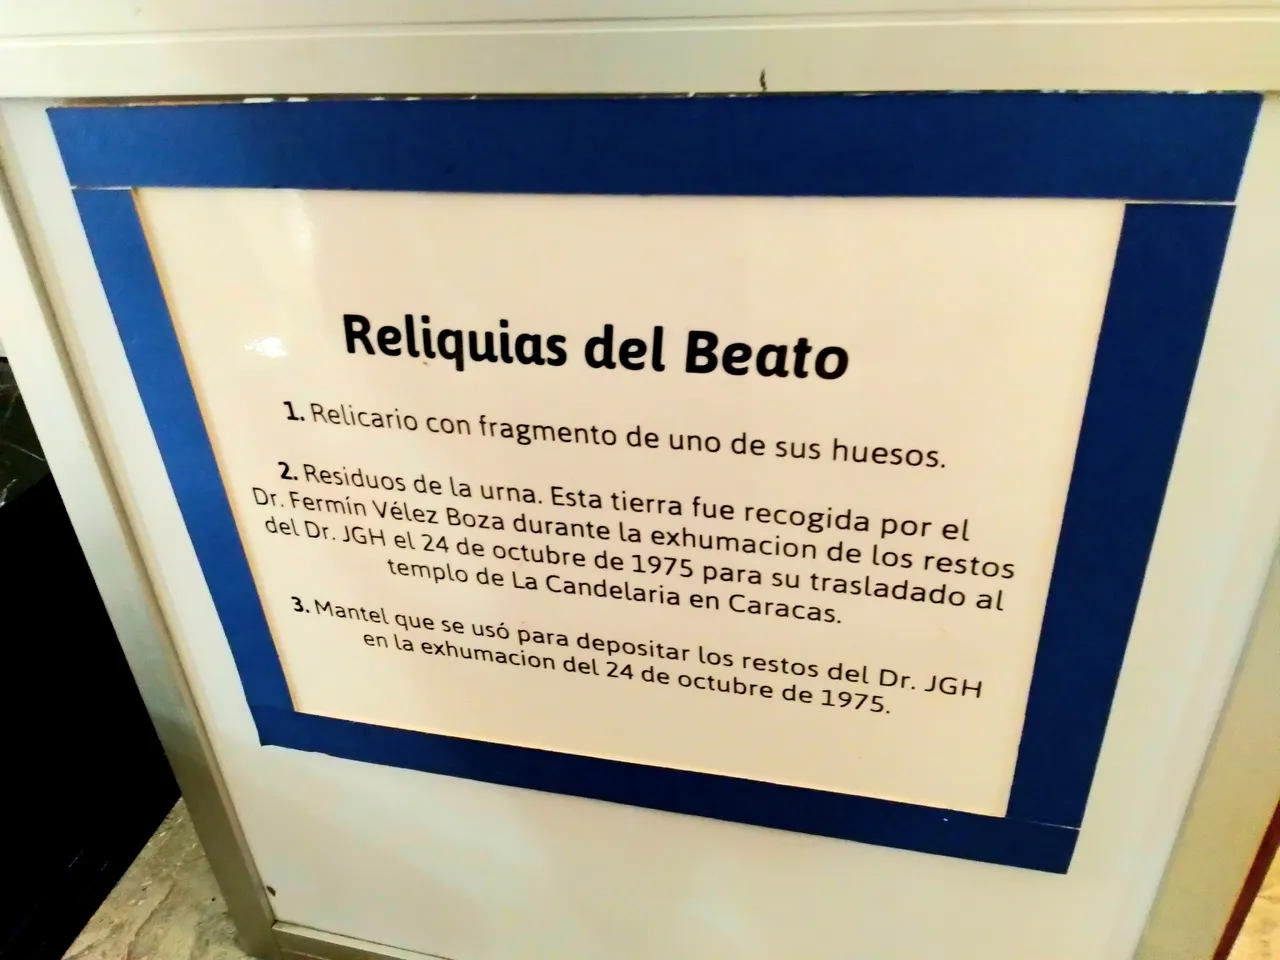 Reliquias del Beato
1. Relicario con fragmento de uno de sus huesos.
2. Residuos de la urna. Esta tierra fue recogida por el
Dr. Fermín Vélez Boza durante la exhumacion de los restos
del Dr. JGH el 24 de octubre de 1975 para su trasladado al
templo de La Candelaria en Caracas.
3. Mantel que se usó para depositar los restos del Dr. JGH
en la exhumacion del 24 de octubre de 1975.